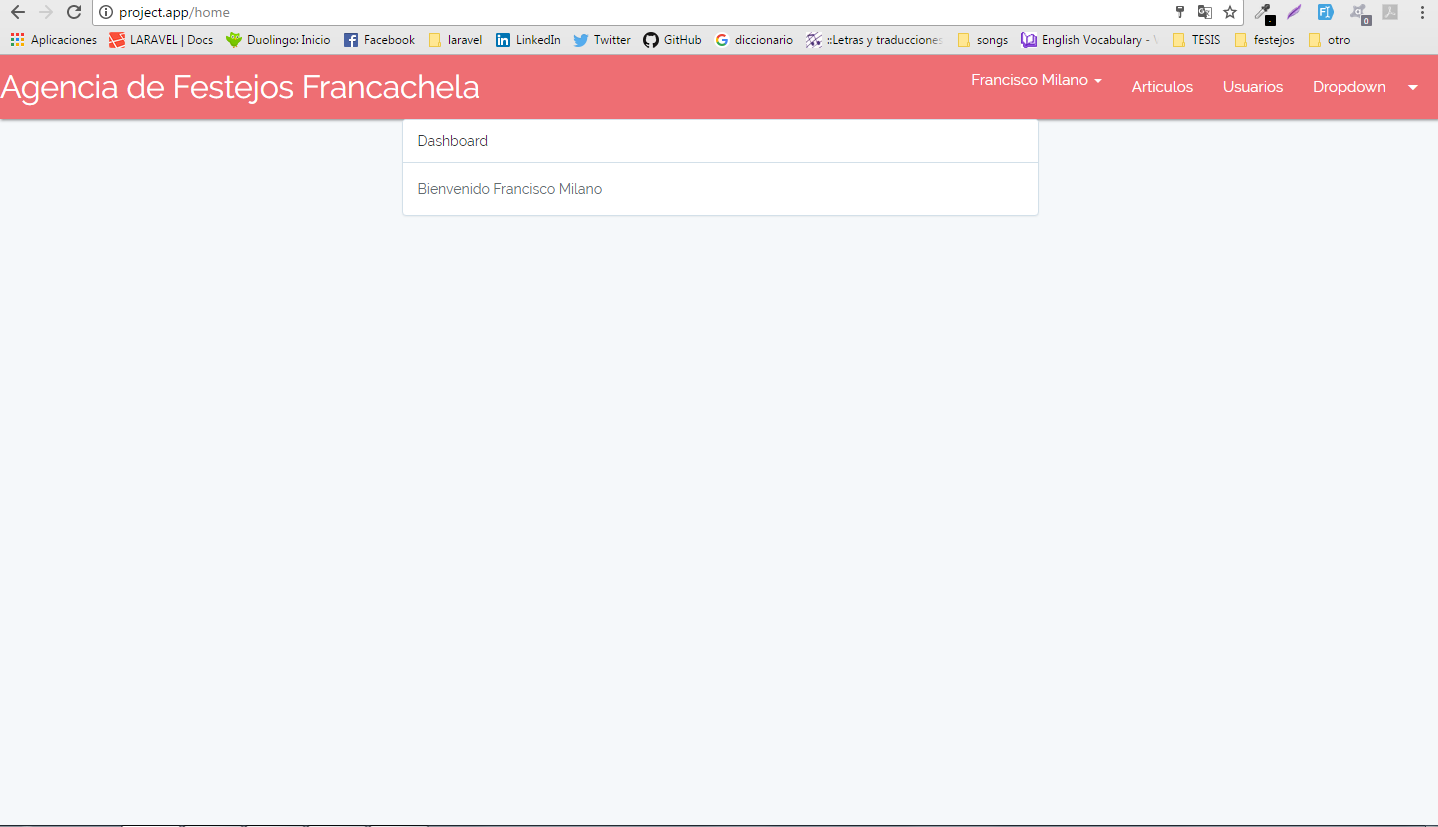 project.app/home
Aplicaciones LARAVEL | Docs Duolingo: Inicio Facebook laravel LinkedIn Twitter GitHub diccionario ::Letras y traducciones songs English Vocabulary - TESIS festejos otro
Agencia de Festejos Francachela Francisco Milano Articulos Usuarios Dropdown
Dashboard
Bienvenido Francisco Milano